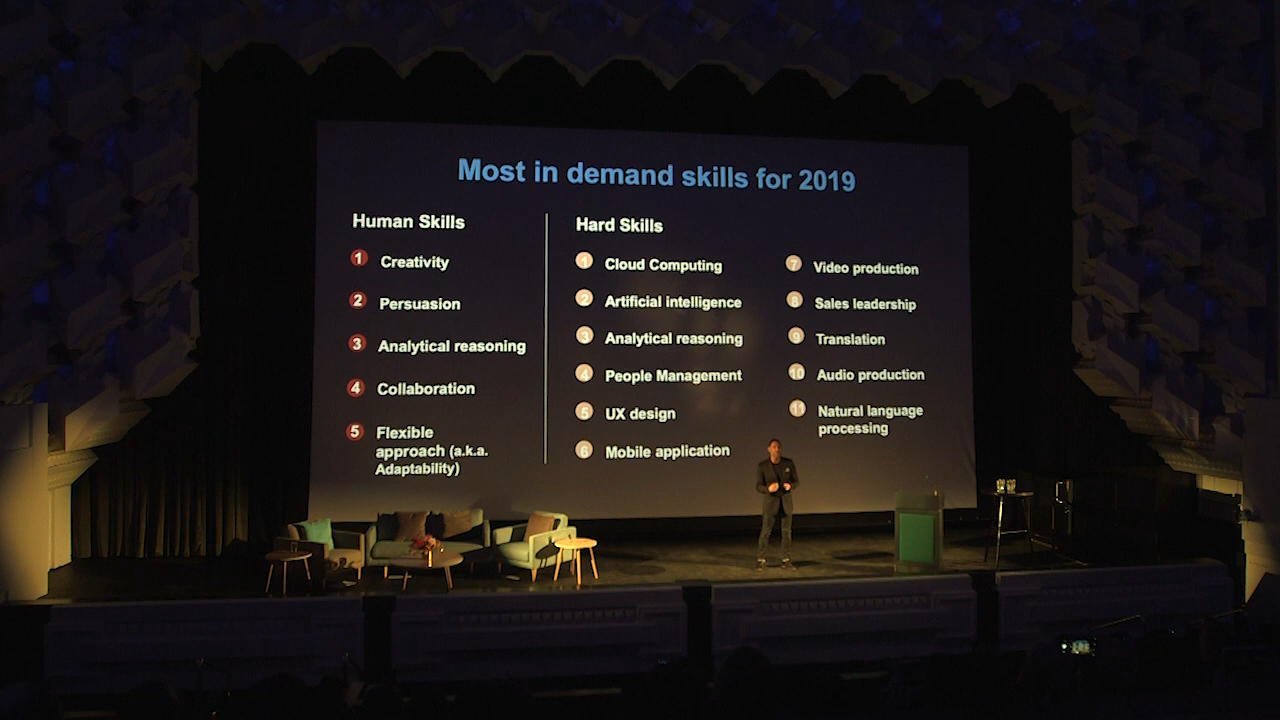 Most in demand skills for 2019
Human Skills
1 Creativity
2 Persuasion
3 Analytical reasoning
4 Collaboration
5 Flexible
approach (a.k.a.
Adaptability)
Hard Skills
1 Cloud Computing
2 Artificial intelligence
3 Analytical reasoning
4 People Management
5 UX design
6 Mobile application
7 Video production
8 Sales leadership
9 Translation
10 Audio production
11 Natural language
processing